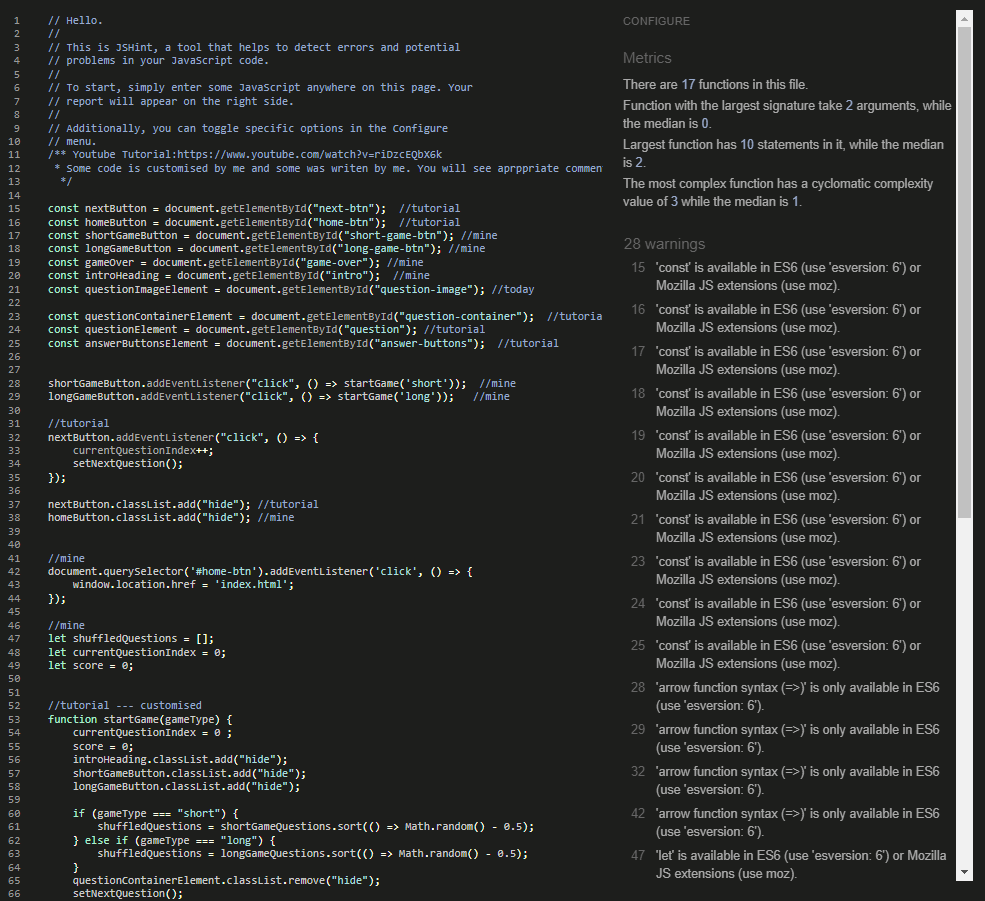 1 // Hello.
2 //
3 // This is JSHint, a tool that helps to detect errors and potential
4 // problems in your JavaScript code.
5 //
6 // To start, simply enter some JavaScript anywhere on this page. Your
7 // report will appear on the right side.
8 //
9 // Additionally, you can toggle specific options in the Configure
10 // menu.
11 /** Youtube Tutorial:https://www.youtube.com/watch?v=riDzcEQbX6k
12 * Some code is customised by me and some was writen by me. You will see aprppriate commen
13 */
14
15 const nextButton = document.getElementById("next-btn");  //tutorial
16 const homeButton = document.getElementById("home-btn");  //tutorial
17 const shortGameButton = document.getElementById("short-game-btn"); //mine
18 const longGameButton = document.getElementById("long-game-btn"); //mine
19 const gameOver = document.getElementById("game-over"); //mine
20 const introHeading = document.getElementById("intro");  //mine
21 const questionImageElement = document.getElementById("question-image"); //today
22
23 const questionContainerElement = document.getElementById("question-container");  //tutoria
24 const questionElement = document.getElementById("question"); //tutorial
25 const answerButtonsElement = document.getElementById("answer-buttons");  //tutorial
26
27
28 shortGameButton.addEventListener("click", () => startGame('short'));  //mine
29 longGameButton.addEventListener("click", () => startGame('long'));   //mine
30
31 //tutorial
32 nextButton.addEventListener("click", () => {
33 currentQuestionIndex++;
34 setNextQuestion();
35 });
36
37 nextButton.classList.add("hide"); //tutorial
38 homeButton.classList.add("hide"); //mine
39
40
41 //mine
42 document.querySelector('#home-btn').addEventListener('click', () => {
43 window.location.href = 'index.html';
44 });
45
46 //mine
47 let shuffledQuestions = [];
48 let currentQuestionIndex = 0;
49 let score = 0;
50
51
52 //tutorial --- customised
53 function startGame(gameType) {
54 currentQuestionIndex = 0 ;
55 score = 0;
56 introHeading.classList.add("hide");
57 shortGameButton.classList.add("hide");
58 longGameButton.classList.add("hide");
59
60 if (gameType === "short") {
61 shuffledQuestions = shortGameQuestions.sort(() => Math.random() - 0.5);
62 } else if (gameType === "long") {
63 shuffledQuestions = longGameQuestions.sort(() => Math.random() - 0.5);
64 }
65 questionContainerElement.classList.remove("hide");
66 setNextQuestion();
CONFIGURE
Metrics
There are 17 functions in this file.
Function with the largest signature take 2 arguments, while
the median is 0.
Largest function has 10 statements in it, while the median
is 2.
The most complex function has a cyclomatic complexity
value of 3 while the median is 1.
28 warnings
15 'const' is available in ES6 (use 'esversion: 6') or
Mozilla JS extensions (use moz).
16 'const' is available in ES6 (use 'esversion: 6') or
Mozilla JS extensions (use moz).
17 'const' is available in ES6 (use 'esversion: 6') or
Mozilla JS extensions (use moz).
18 'const' is available in ES6 (use 'esversion: 6') or
Mozilla JS extensions (use moz).
19 'const' is available in ES6 (use 'esversion: 6') or
Mozilla JS extensions (use moz).
20 'const' is available in ES6 (use 'esversion: 6') or
Mozilla JS extensions (use moz).
21 'const' is available in ES6 (use 'esversion: 6') or
Mozilla JS extensions (use moz).
23 'const' is available in ES6 (use 'esversion: 6') or
Mozilla JS extensions (use moz).
24 'const' is available in ES6 (use 'esversion: 6') or
Mozilla JS extensions (use moz).
25 'const' is available in ES6 (use 'esversion: 6') or
Mozilla JS extensions (use moz).
28 'arrow function syntax (=>)' is only available in ES6
(use 'esversion: 6').
29 'arrow function syntax (=>)' is only available in ES6
(use 'esversion: 6').
32 'arrow function syntax (=>)' is only available in ES6
(use 'esversion: 6').
42 'arrow function syntax (=>)' is only available in ES6
(use 'esversion: 6').
47 'let' is available in ES6 (use 'esversion: 6') or Mozilla
JS extensions (use moz).